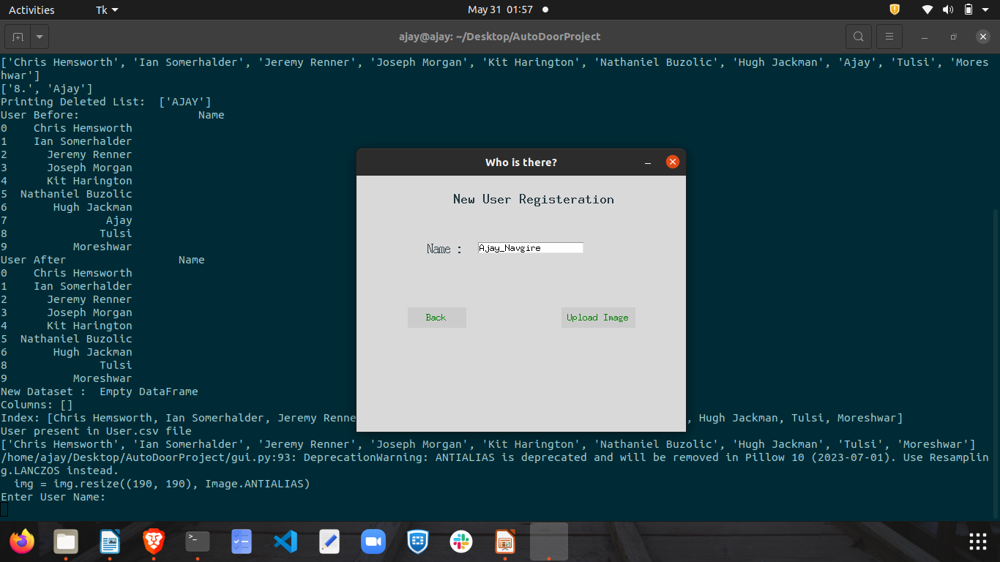 Activities Tk May 31 01:57
ajay@ajay: ~/Desktop/AutoDoorProject
['Chris Hemsworth', 'Ian Somerhalder', 'Jeremy Renner', 'Joseph Morgan', 'Kit Harington', 'Nathaniel Buzolic', 'Hugh Jackman', 'Ajay', 'Tulsi', 'Mores
hwar']
['8.', 'Ajay']
Printing Deleted List:  ['AJAY']
User Before:                  Name
0    Chris Hemsworth
1    Ian Somerhalder
2      Jeremy Renner
3      Joseph Morgan
4      Kit Harington
5  Nathaniel Buzolic
6       Hugh Jackman
7               Ajay
8              Tulsi
9          Moreshwar
User After                 Name
0    Chris Hemsworth
1    Ian Somerhalder
2      Jeremy Renner
3      Joseph Morgan
4      Kit Harington
5  Nathaniel Buzolic
6       Hugh Jackman
8              Tulsi
9          Moreshwar
New Dataset :  Empty DataFrame
Columns: []
Index: [Chris Hemsworth, Ian Somerhalder, Jeremy Renne , Hugh Jackman, Tulsi, Moreshwar]
User present in User.csv file
['Chris Hemsworth', 'Ian Somerhalder', 'Jeremy Renner', 'Joseph Morgan', 'Kit Harington', 'Nathaniel Buzolic', 'Hugh Jackman', 'Tulsi', 'Moreshwar']
/home/ajay/Desktop/AutoDoorProject/gui.py:93: DeprecationWarning: ANTIALIAS is deprecated and will be removed in Pillow 10 (2023-07-01). Use Resamplin
g.LANCZOS instead.
  img = img.resize((190, 190), Image.ANTIALIAS)
Enter User Name:
Who is there?
New User Registeration
Name : Ajay_Navgire
Back Upload Image